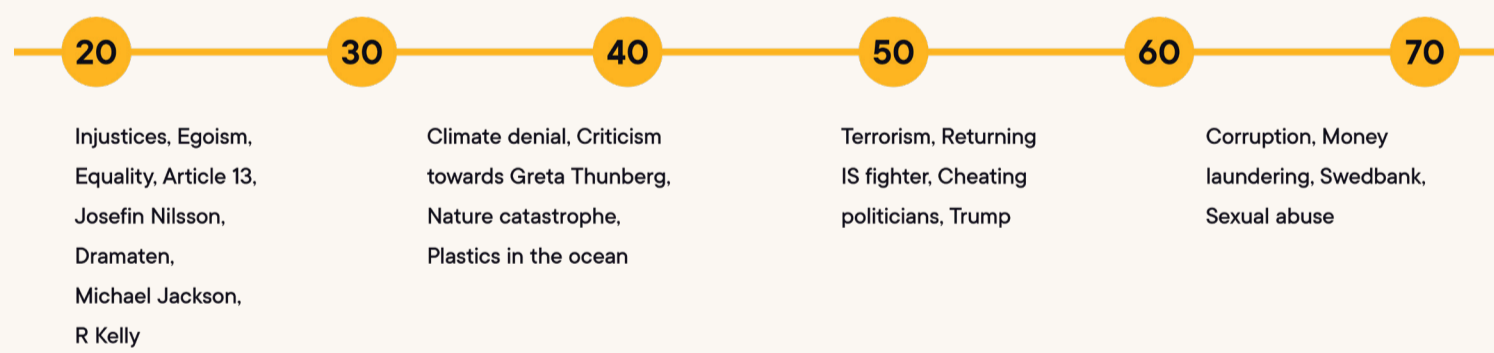 20 30 40 50 60 70
Injustices, Egoism,
Equality, Article 13,
Josefin Nilsson,
Dramaten,
Michael Jackson,
R Kelly
Climate denial, Criticism
towards Greta Thunberg,
Nature catastrophe,
Plastics in the ocean
Terrorism, Returning
IS fighter, Cheating
politicians, Trump
Corruption, Money
laundering, Swedbank,
Sexual abuse